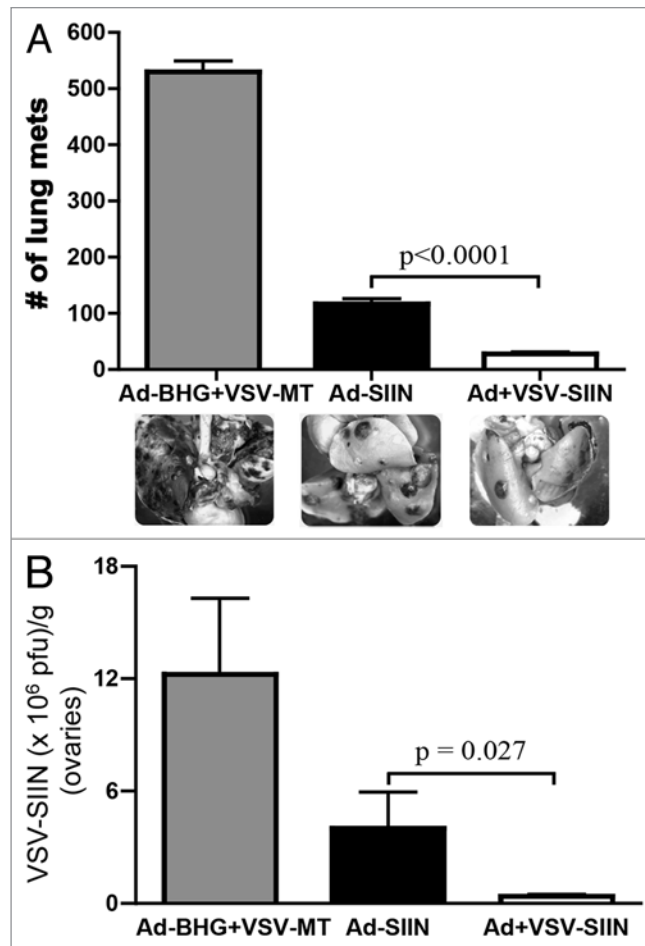 A
600
500
400
300
200
100
0
# of lung mets
p<0.0001
Ad-BHG+VSV-MT Ad-SIIN Ad+VSV-SIIN
B
18
12
6
0
VSV-SIIN (x 10⁶ pfu)/g
(ovaries)
p = 0.027
Ad-BHG+VSV-MT Ad-SIIN Ad+VSV-SIIN